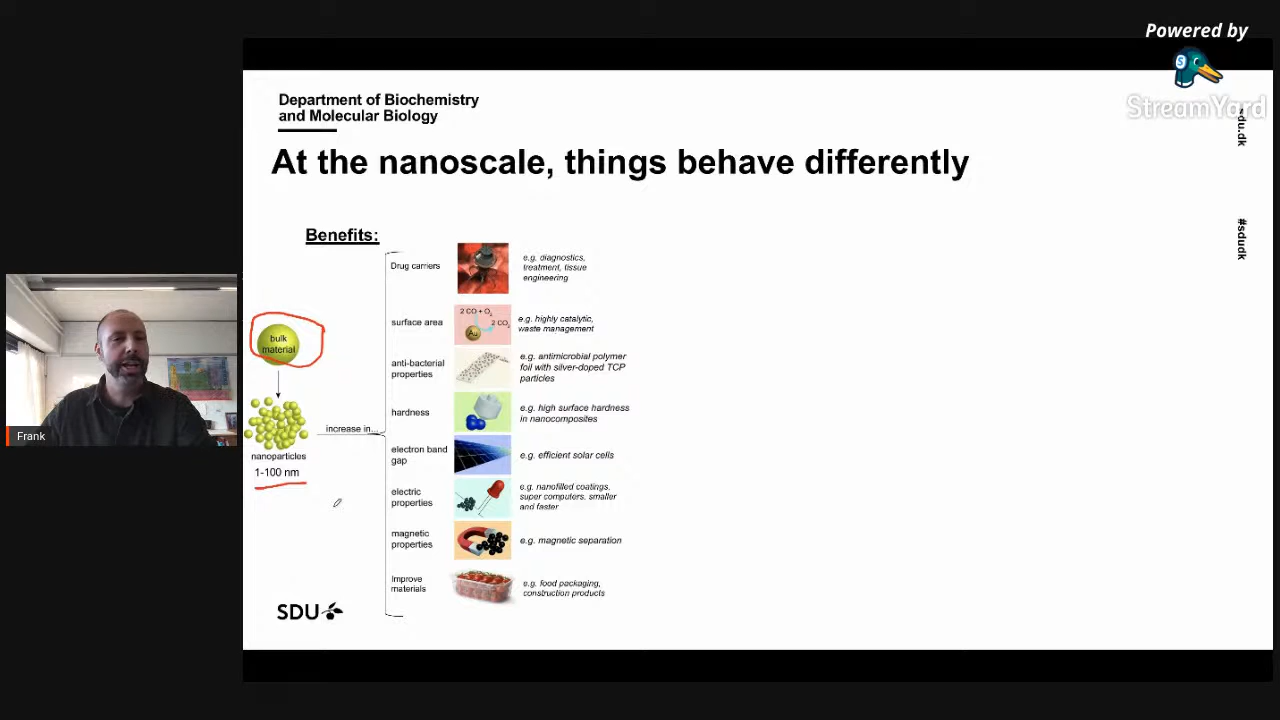 Powered by
StreamYard
sdu.dk
#sdudk
Department of Biochemistry
and Molecular Biology
At the nanoscale, things behave differently
Benefits:
Drug carriers
e.g. diagnostics,
treatment, tissue
engineering
surface area
2 CO + O2
2 CO2
Au
e.g. highly catalytic,
waste management
anti-bacterial
properties
e.g. antimicrobial polymer
foil with silver-doped TCP
particles
hardness
e.g. high surface hardness
in nanocomposites
electron band
gap
e.g. efficient solar cells
electric
properties
e.g. nanofilled coatings,
super computers. smaller
and faster
magnetic
properties
e.g. magnetic separation
Improve
materials
e.g. food packaging,
construction products
bulk
material
nanoparticles
1-100 nm
increase in...
SDU
Frank